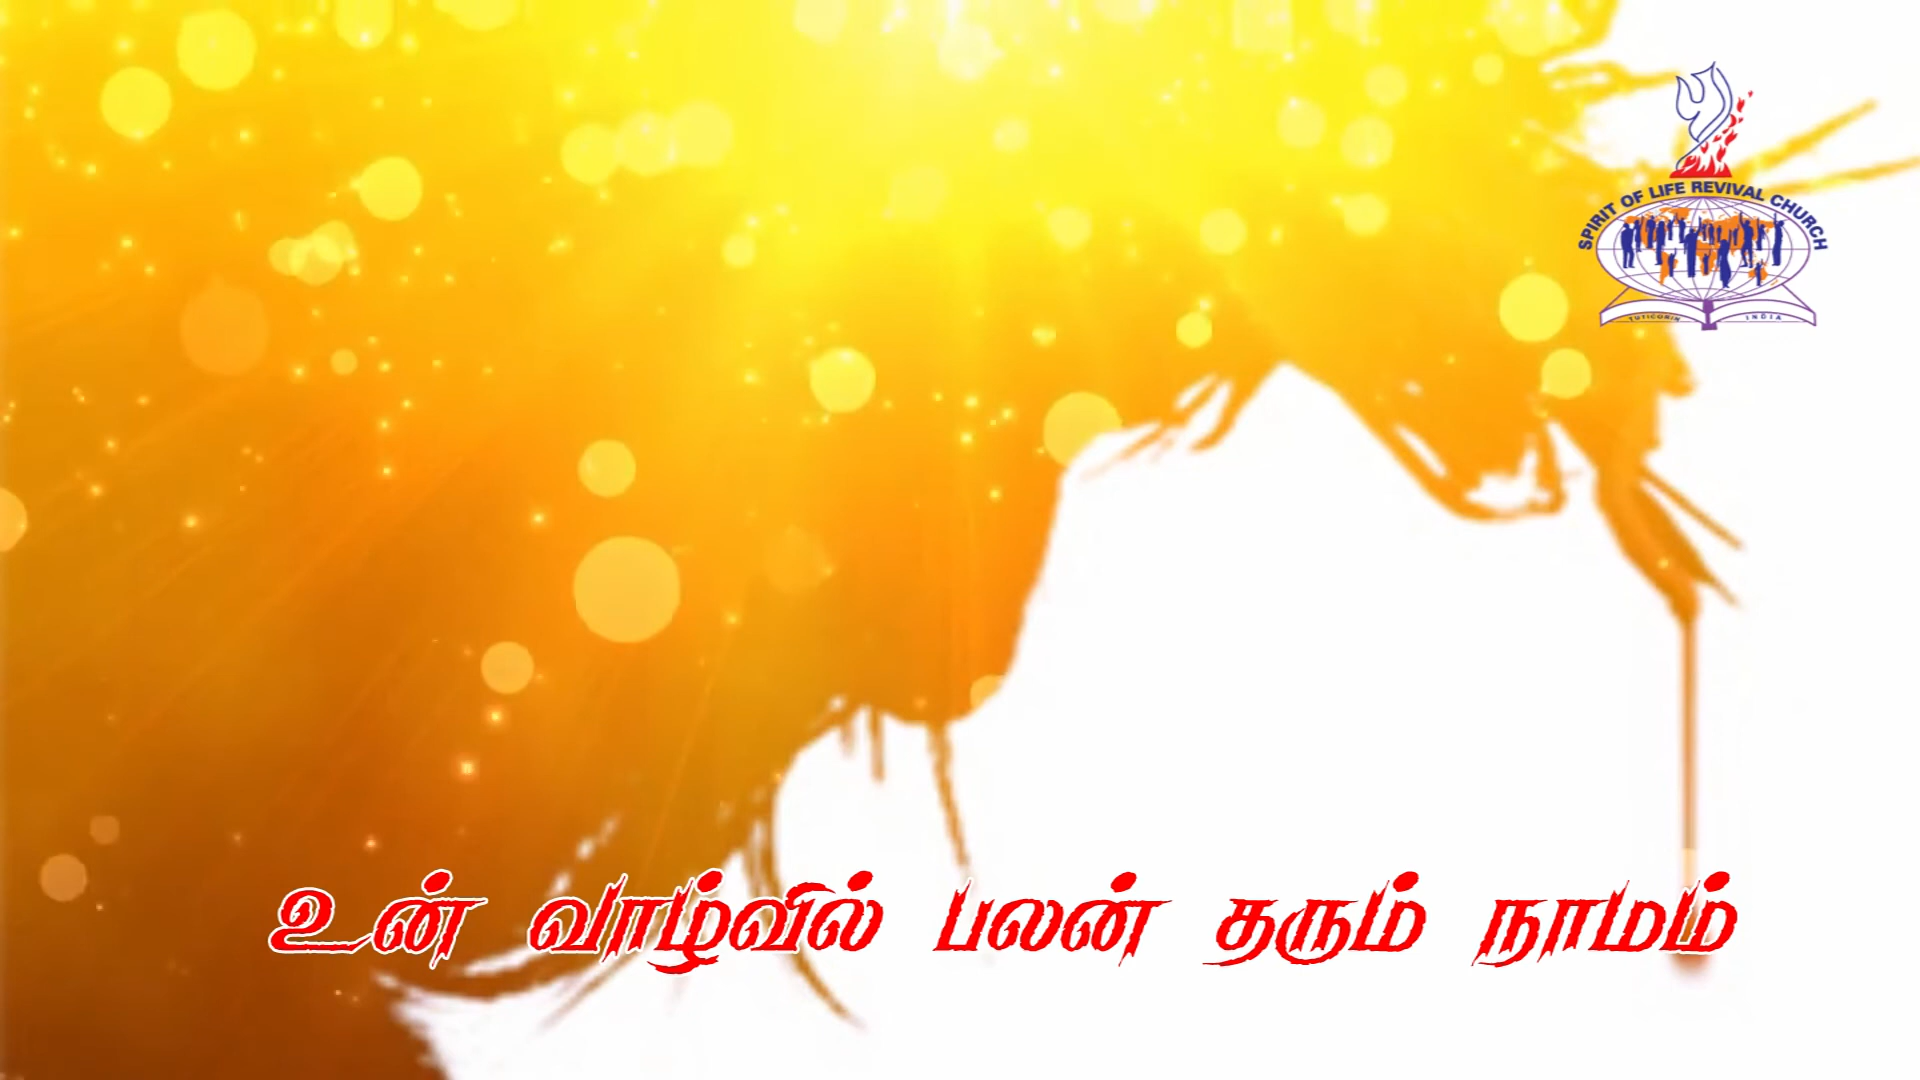 SPIRIT OF LIFE REVIVAL CHURCH
TUTICORIN INDIA
உன் வாழ்வில் பலன் தரும் நாமம்